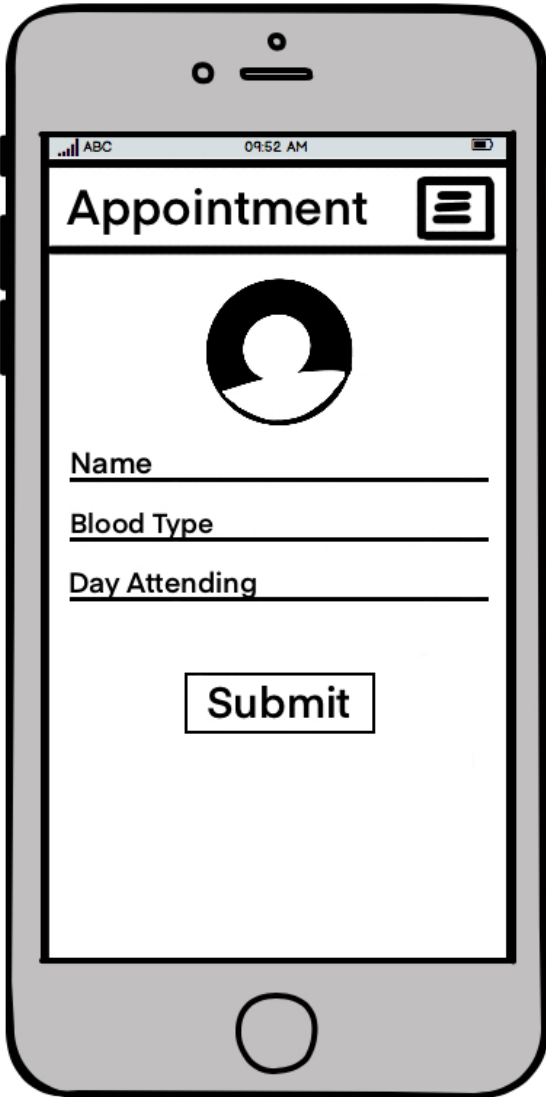 ABC 09:52 AM
Appointment
Name
Blood Type
Day Attending
Submit